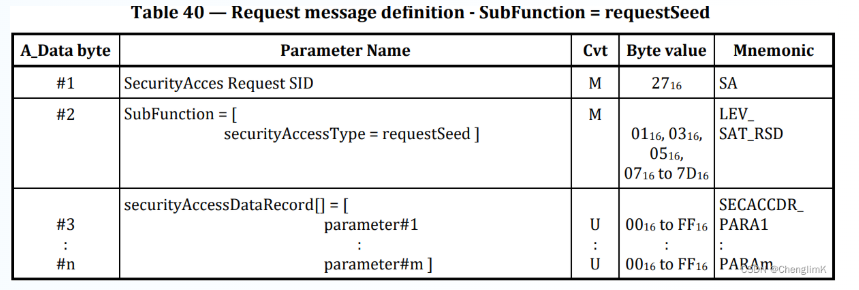 Table 40 — Request message definition - SubFunction = requestSeed
A_Data byte Parameter Name Cvt Byte value Mnemonic
#1 SecurityAcces Request SID M 27₁₆ SA
#2 SubFunction = [ M LEV_
securityAccessType = requestSeed ] 01₁₆, 03₁₆, SAT_RSD
05₁₆,
07₁₆ to 7D₁₆
securityAccessDataRecord[] = [ SECACCDR_
#3 parameter#1 U 00₁₆ to FF₁₆ PARA1
: : : : :
#n parameter#m ] U 00₁₆ to FF₁₆ PARAm
CSDN @ChenglimK